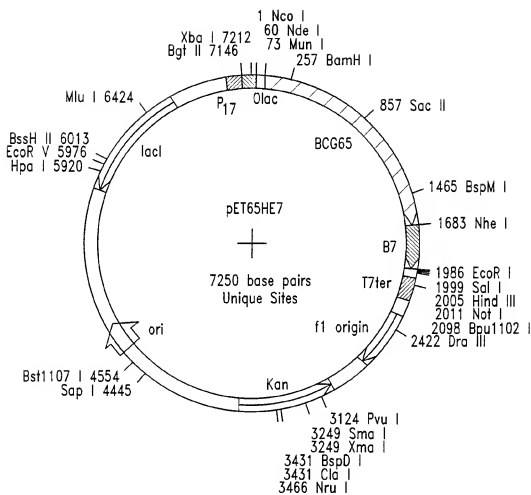 1 Nco I
60 Nde I
73 Mun I
257 BamH I
857 Sac II
BCG65
1465 BspM I
1683 Nhe I
B7
1986 EcoR I
T7ter
1999 Sal I
2005 Hind III
2011 Not I
2098 Bpu1102 I
f1 origin
2422 Dra III
3124 Pvu I
3249 Sma I
3249 Xma I
3431 BspD I
3431 Cla I
3466 Nru I
Kan
Sap I 4445
Bst1107 I 4554
ori
Hpa I 5920
EcoR V 5976
BssH II 6013
lacI
Mlu I 6424
Bgt II 7146
Xba I 7212
P17
Olac
pET65HE7
7250 base pairs
Unique Sites